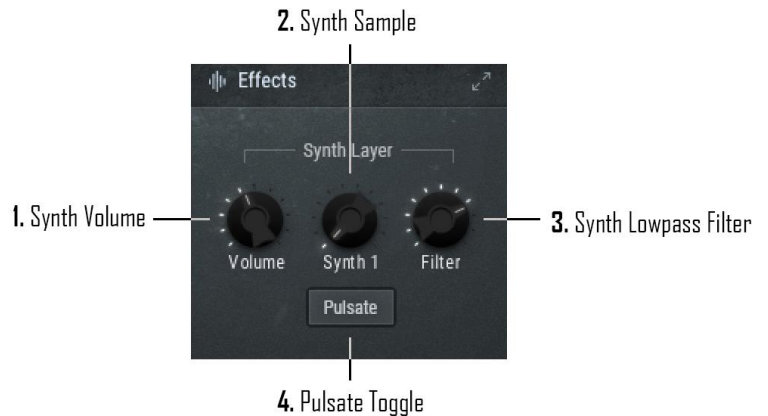 2. Synth Sample
Effects
Synth Layer
1. Synth Volume
3. Synth Lowpass Filter
Volume
Synth 1
Filter
Pulsate
4. Pulsate Toggle